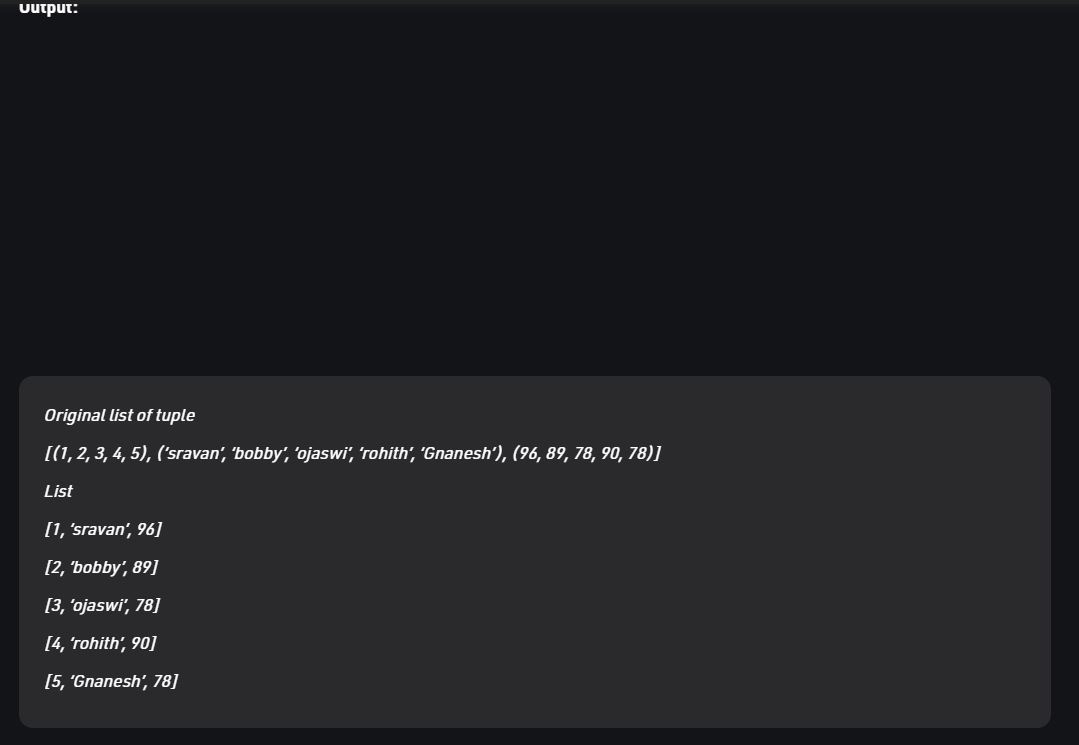 Output:
Original list of tuple
[(1, 2, 3, 4, 5), (‘sravan’, ‘bobby’, ‘ojaswi’, ‘rohith’, ‘Gnanesh’), (96, 89, 78, 90, 78)]
List
[1, ‘sravan’, 96]
[2, ‘bobby’, 89]
[3, ‘ojaswi’, 78]
[4, ‘rohith’, 90]
[5, ‘Gnanesh’, 78]